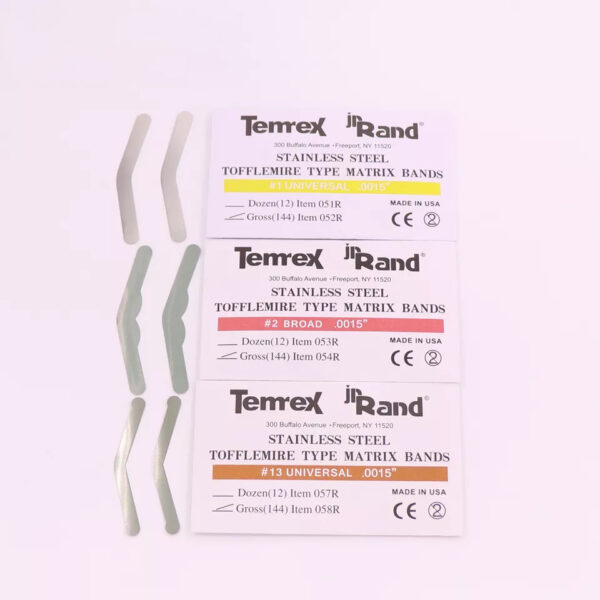 Temrex jnRand®
300 Buffalo Avenue •Freeport, NY 11520
STAINLESS STEEL
TOFFLEMIRE TYPE MATRIX BANDS
#1 UNIVERSAL .0015"
Dozen(12) Item 051R MADE IN USA
Gross(144) Item 052R CE 2
Temrex jnRand®
300 Buffalo Avenue •Freeport, NY 11520
STAINLESS STEEL
TOFFLEMIRE TYPE MATRIX BANDS
#2 BROAD .0015"
Dozen(12) Item 053R MADE IN USA
Gross(144) Item 054R CE 2
Temrex jnRand®
300 Buffalo Avenue •Freeport, NY 11520
STAINLESS STEEL
TOFFLEMIRE TYPE MATRIX BANDS
#13 UNIVERSAL .0015"
Dozen(12) Item 057R MADE IN USA
Gross(144) Item 058R CE 2